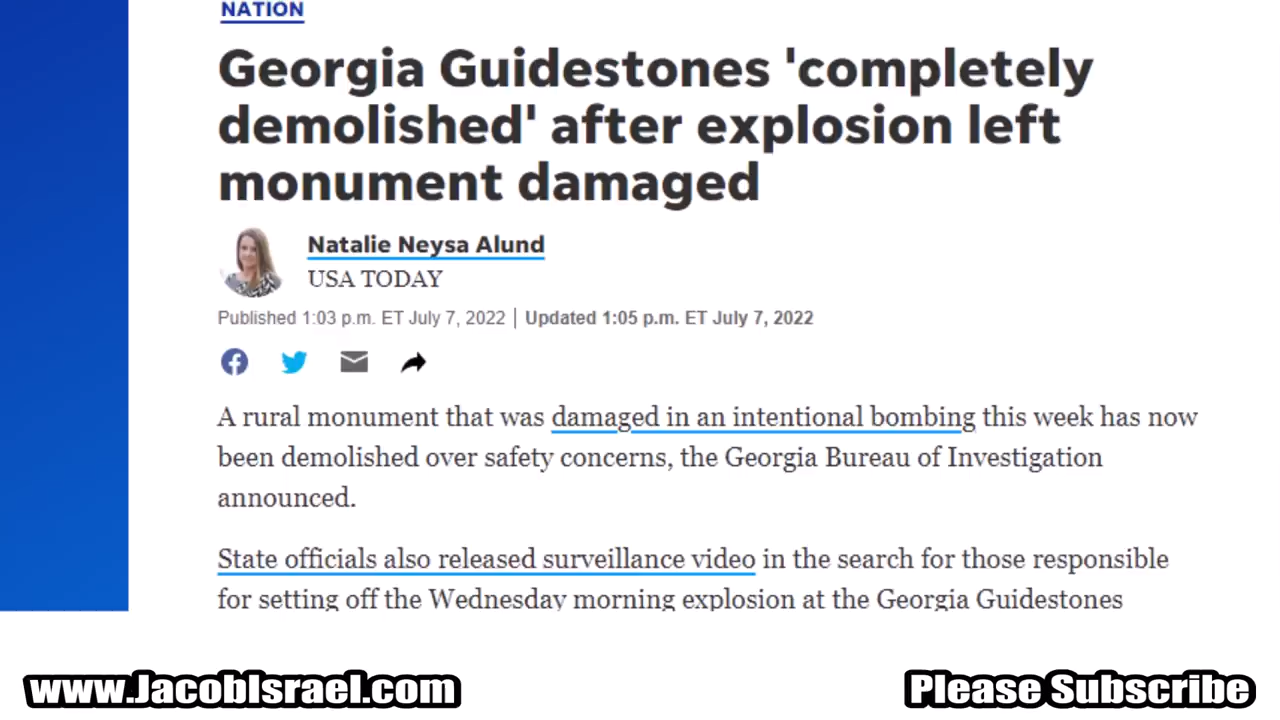 NATION
Georgia Guidestones 'completely
demolished' after explosion left
monument damaged
Natalie Neysa Alund
USA TODAY
Published 1:03 p.m. ET July 7, 2022 | Updated 1:05 p.m. ET July 7, 2022
A rural monument that was damaged in an intentional bombing this week has now
been demolished over safety concerns, the Georgia Bureau of Investigation
announced.
State officials also released surveillance video in the search for those responsible
for setting off the Wednesday morning explosion at the Georgia Guidestones
www.JacobIsrael.com
Please Subscribe